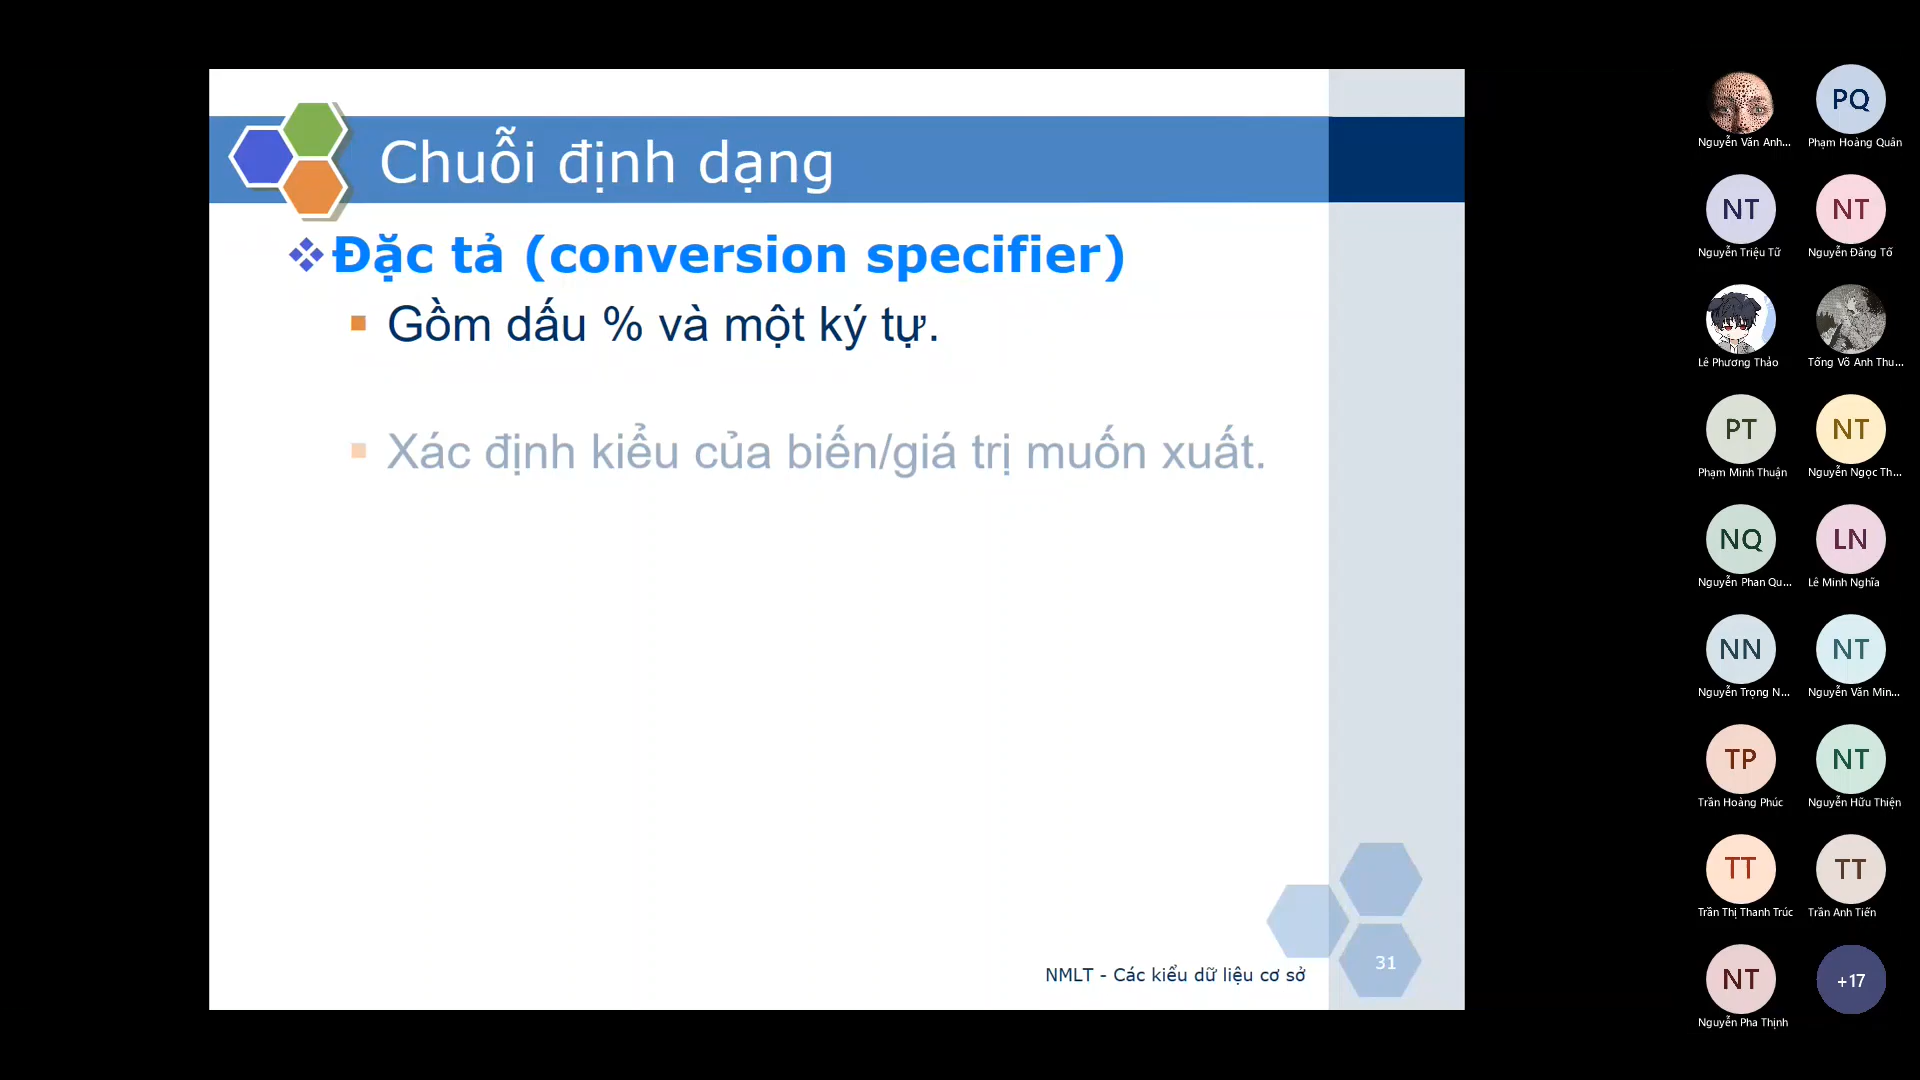 Chuỗi định dạng
Đặc tả (conversion specifier)
Gồm dấu % và một ký tự.
Xác định kiểu của biến/giá trị muốn xuất.
NMLT - Các kiểu dữ liệu cơ sở
31
PQ
Nguyễn Văn Anh...
Phạm Hoàng Quân
NT
NT
Nguyễn Triệu Tử
Nguyễn Đăng Tố
Lê Phương Thảo
Tống Võ Anh Thu...
PT
NT
Phạm Minh Thuận
Nguyễn Ngọc Th...
NQ
LN
Nguyễn Phan Qu...
Lê Minh Nghĩa
NN
NT
Nguyễn Trọng N...
Nguyễn Văn Min...
TP
NT
Trần Hoàng Phúc
Nguyễn Hữu Thiện
TT
TT
Trần Thị Thanh Trúc
Trần Anh Tiến
NT
+17
Nguyễn Pha Thịnh